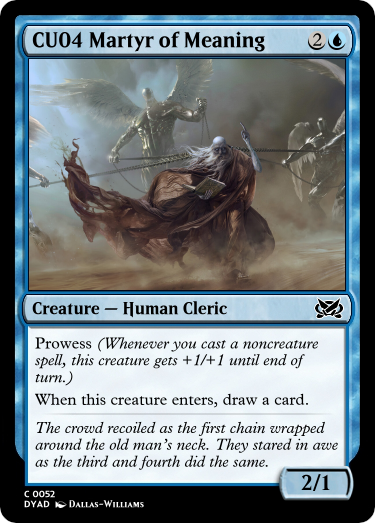 CU04 Martyr of Meaning 2
Creature — Human Cleric
Prowess (Whenever you cast a noncreature
spell, this creature gets +1/+1 until end of
turn.)
When this creature enters, draw a card.
The crowd recoiled as the first chain wrapped
around the old man's neck. They stared in awe
as the third and fourth did the same.
2/1
C 0052
DYAD Dallas-Williams